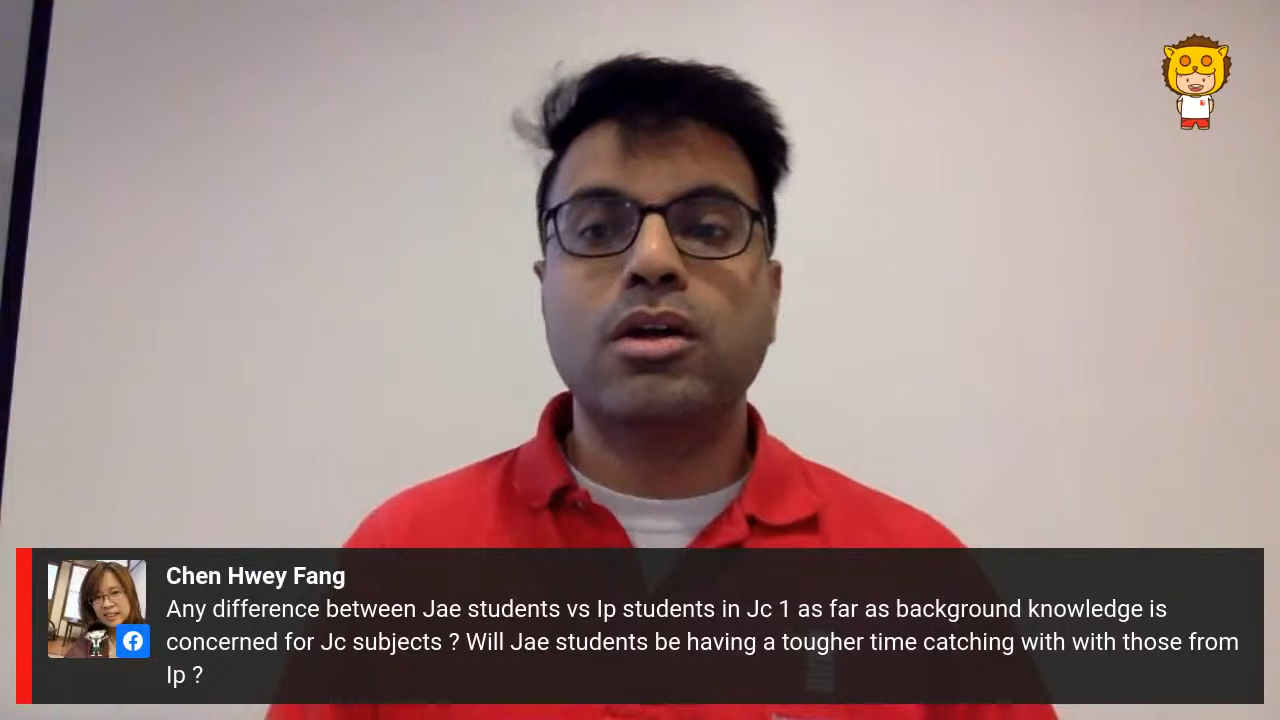 Chen Hwey Fang
Any difference between Jae students vs Ip students in Jc 1 as far as background knowledge is
concerned for Jc subjects ? Will Jae students be having a tougher time catching with with those from
Ip ?